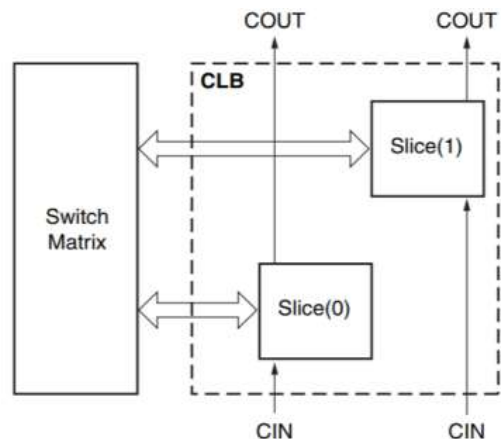 COUT COUT
CLB
Slice(1)
Switch
Matrix
Slice(0)
CIN CIN